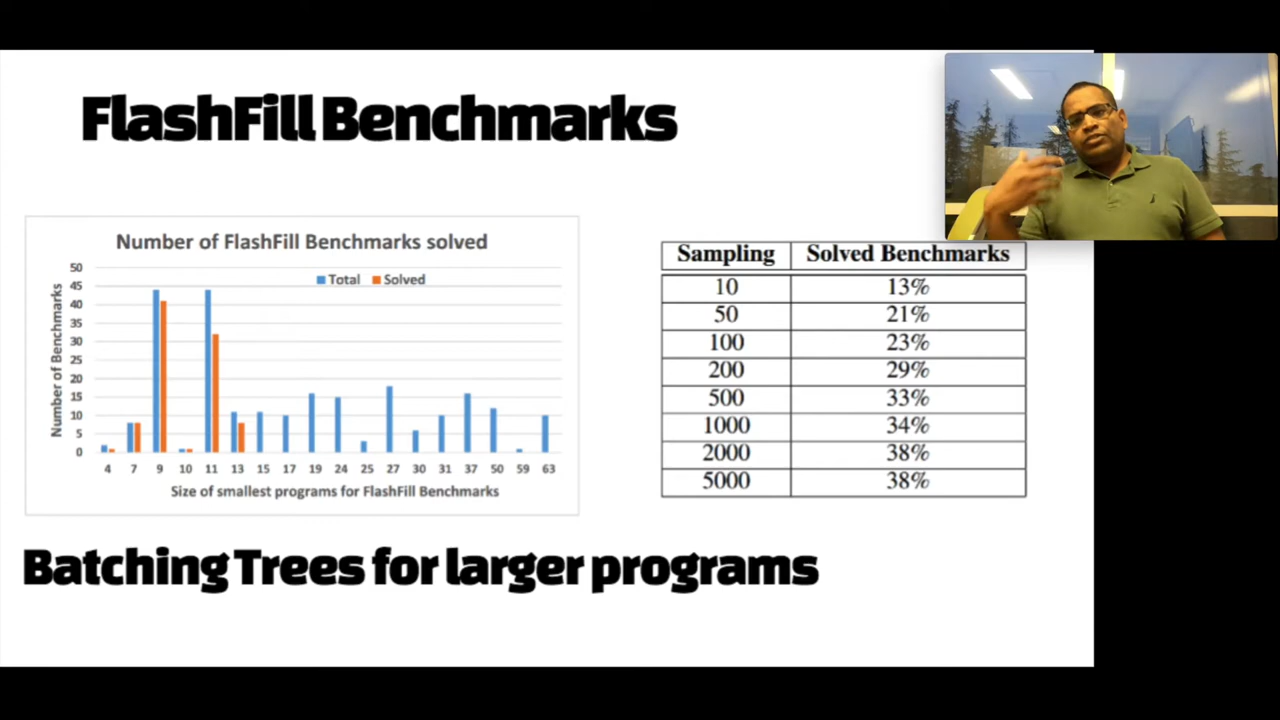 FlashFill Benchmarks
Number of FlashFill Benchmarks solved
Total Solved
Number of Benchmarks
50
45
40
35
30
25
20
15
10
5
0
4 7 9 10 11 13 15 17 19 24 25 27 30 31 37 50 59 63
Size of smallest programs for FlashFill Benchmarks
Sampling Solved Benchmarks
10 13%
50 21%
100 23%
200 29%
500 33%
1000 34%
2000 38%
5000 38%
Batching Trees for larger programs